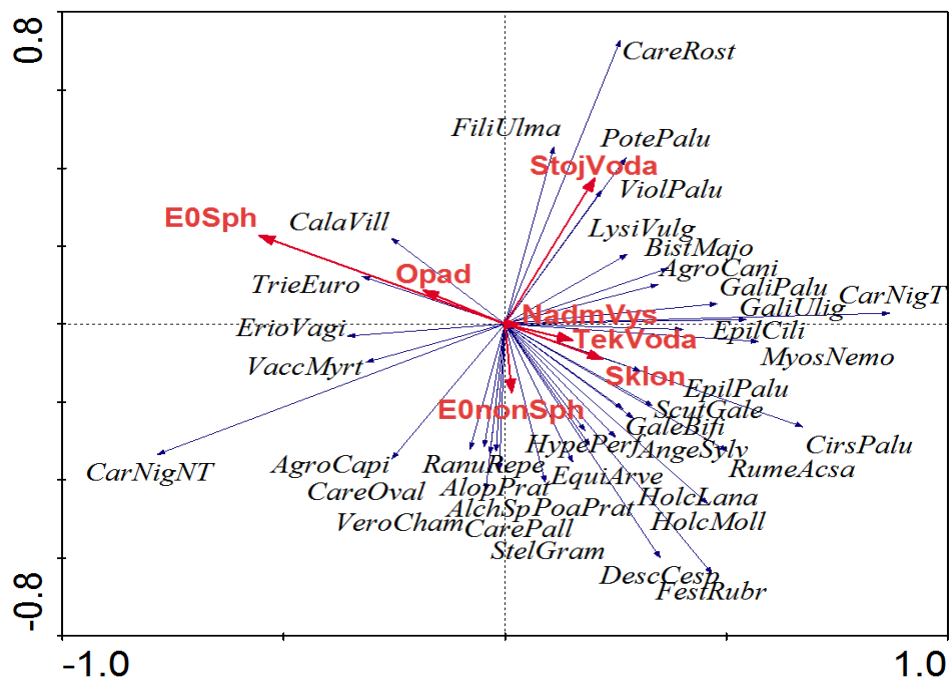 0.8
CareRost
FiliUlma
PotePalu
StojVoda
ViolPalu
E0Sph
CalaVill
LysiVulg
BistMajo
Opad
AgroCani
TrieEuro
GaliPalu
CarNigT
GaliUlig
NadmVys
ErioVagi
EpilCili
TekVoda
MyosNemo
VaccMyrt
Sklon
EpilPalu
E0nonSph
ScutGale
GaleBifi
CirsPalu
HypePerf
AngeSylv
CarNigNT
AgroCapi
RanuRepe
EquiArve
RumeAcsa
CareOval
AlopPrat
HolcLana
AlchSp
PoaPrat
VeroCham
CarePall
HolcMoll
StelGram
DescCesp
FestRubr
-0.8
-1.0
1.0